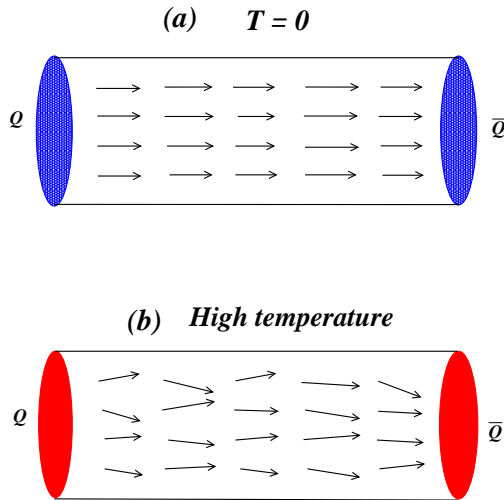 (a) T = 0
Q Q̅
(b) High temperature
Q Q̅